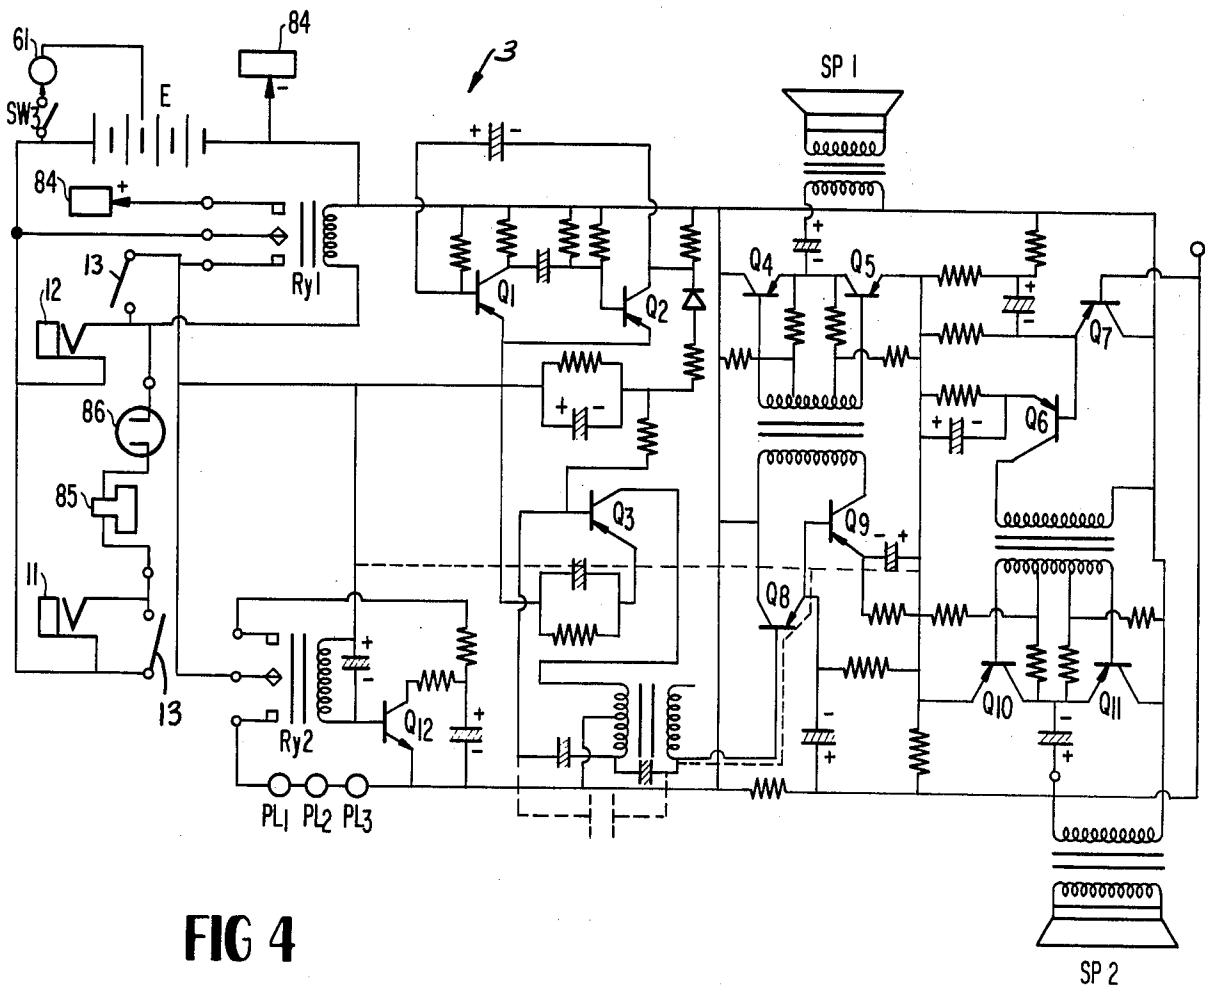 61
84
3
SP 1
SW3
E
84
+
-
+
-
13
Ry1
12
Q1
Q2
+
-
Q4
Q5
+
-
Q7
86
+
-
Q6
+
-
85
Q3
Q9
-
+
11
Q8
13
Ry2
+
-
Q12
+
-
-
+
Q10
Q11
-
+
PL1
PL2
PL3
FIG 4
SP 2